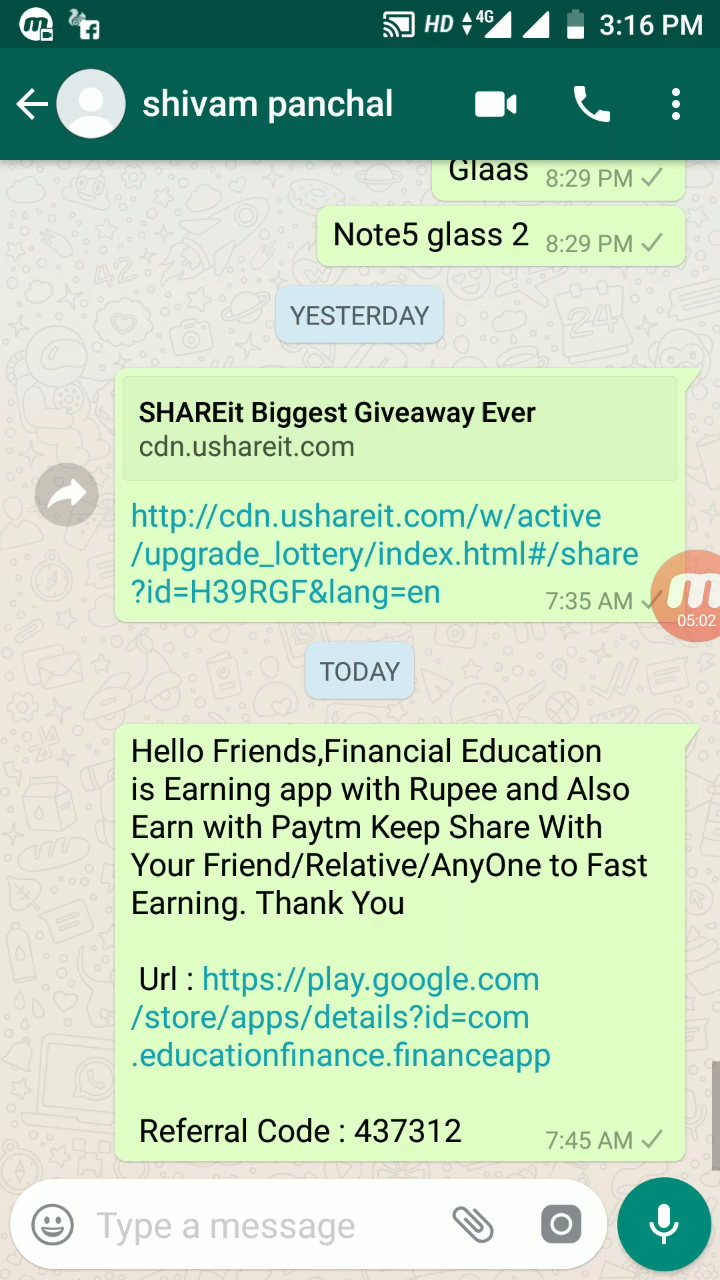 HD 4G 3:16 PM
shivam panchal
Glaas 8:29 PM
Note5 glass 2 8:29 PM
YESTERDAY
SHAREit Biggest Giveaway Ever
cdn.ushareit.com
http://cdn.ushareit.com/w/active
/upgrade_lottery/index.html#/share
?id=H39RGF&lang=en 7:35 AM
05:02
TODAY
Hello Friends,Financial Education
is Earning app with Rupee and Also
Earn with Paytm Keep Share With
Your Friend/Relative/AnyOne to Fast
Earning. Thank You
Url : https://play.google.com
/store/apps/details?id=com
.educationfinance.financeapp
Referral Code : 437312 7:45 AM
Type a message